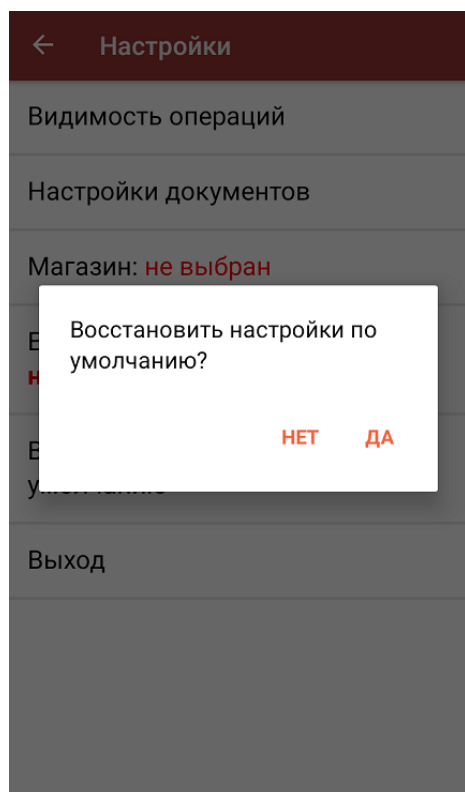 Настройки
Видимость операций
Настройки документов
Магазин: не выбран
Восстановить настройки по
умолчанию?
НЕТ ДА
Выход